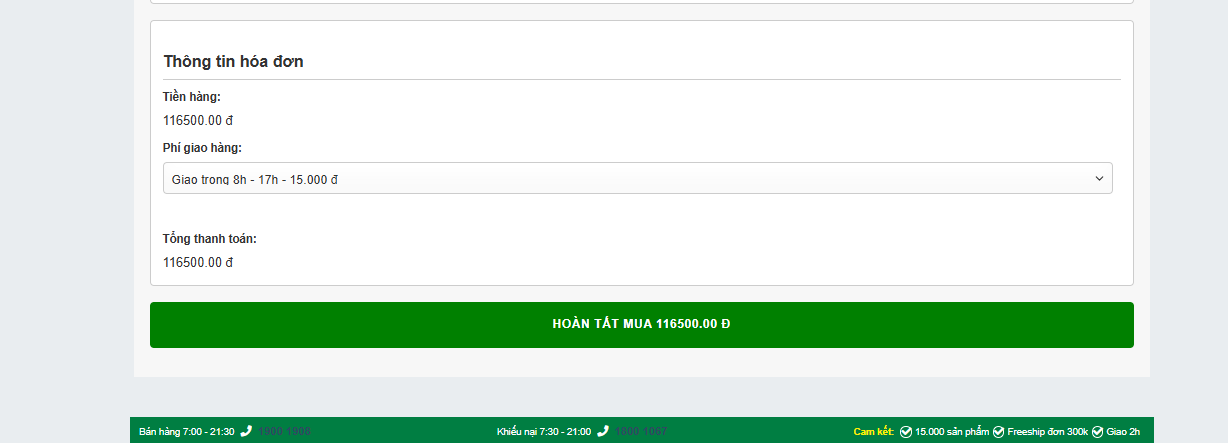 Thông tin hóa đơn
Tiền hàng:
116500.00 đ
Phí giao hàng:
Giao trong 8h - 17h - 15.000 đ
Tổng thanh toán:
116500.00 đ
HOÀN TẤT MUA 116500.00 Đ
Bán hàng 7:00 - 21:30 1900 1908 Khiếu nại 7:30 - 21:00 1800 1067 Cam kết: 15.000 sản phẩm Freeship đơn 300k Giao 2h